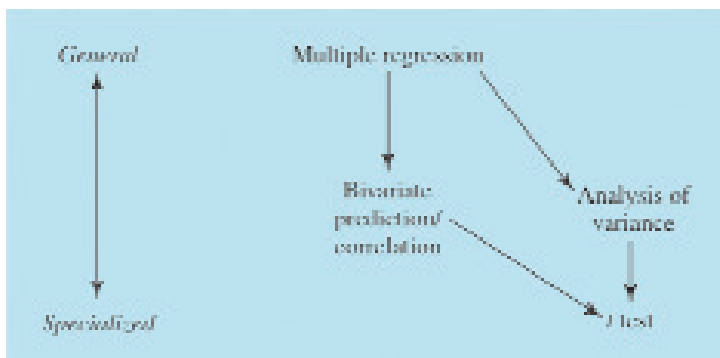 General
Multiple regression
Bivariate
prediction/
correlation
Analysis of
variance
Specialized
t test